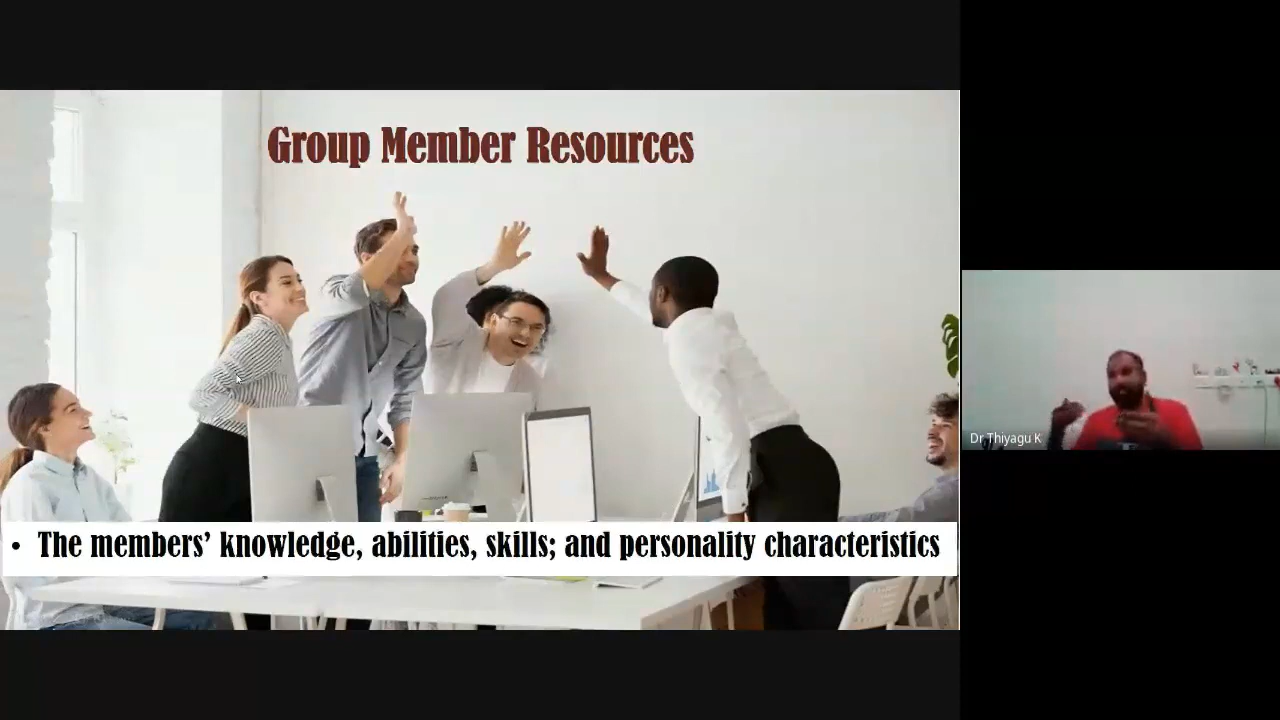 Group Member Resources
• The members’ knowledge, abilities, skills; and personality characteristics
Dr Thiyagu K